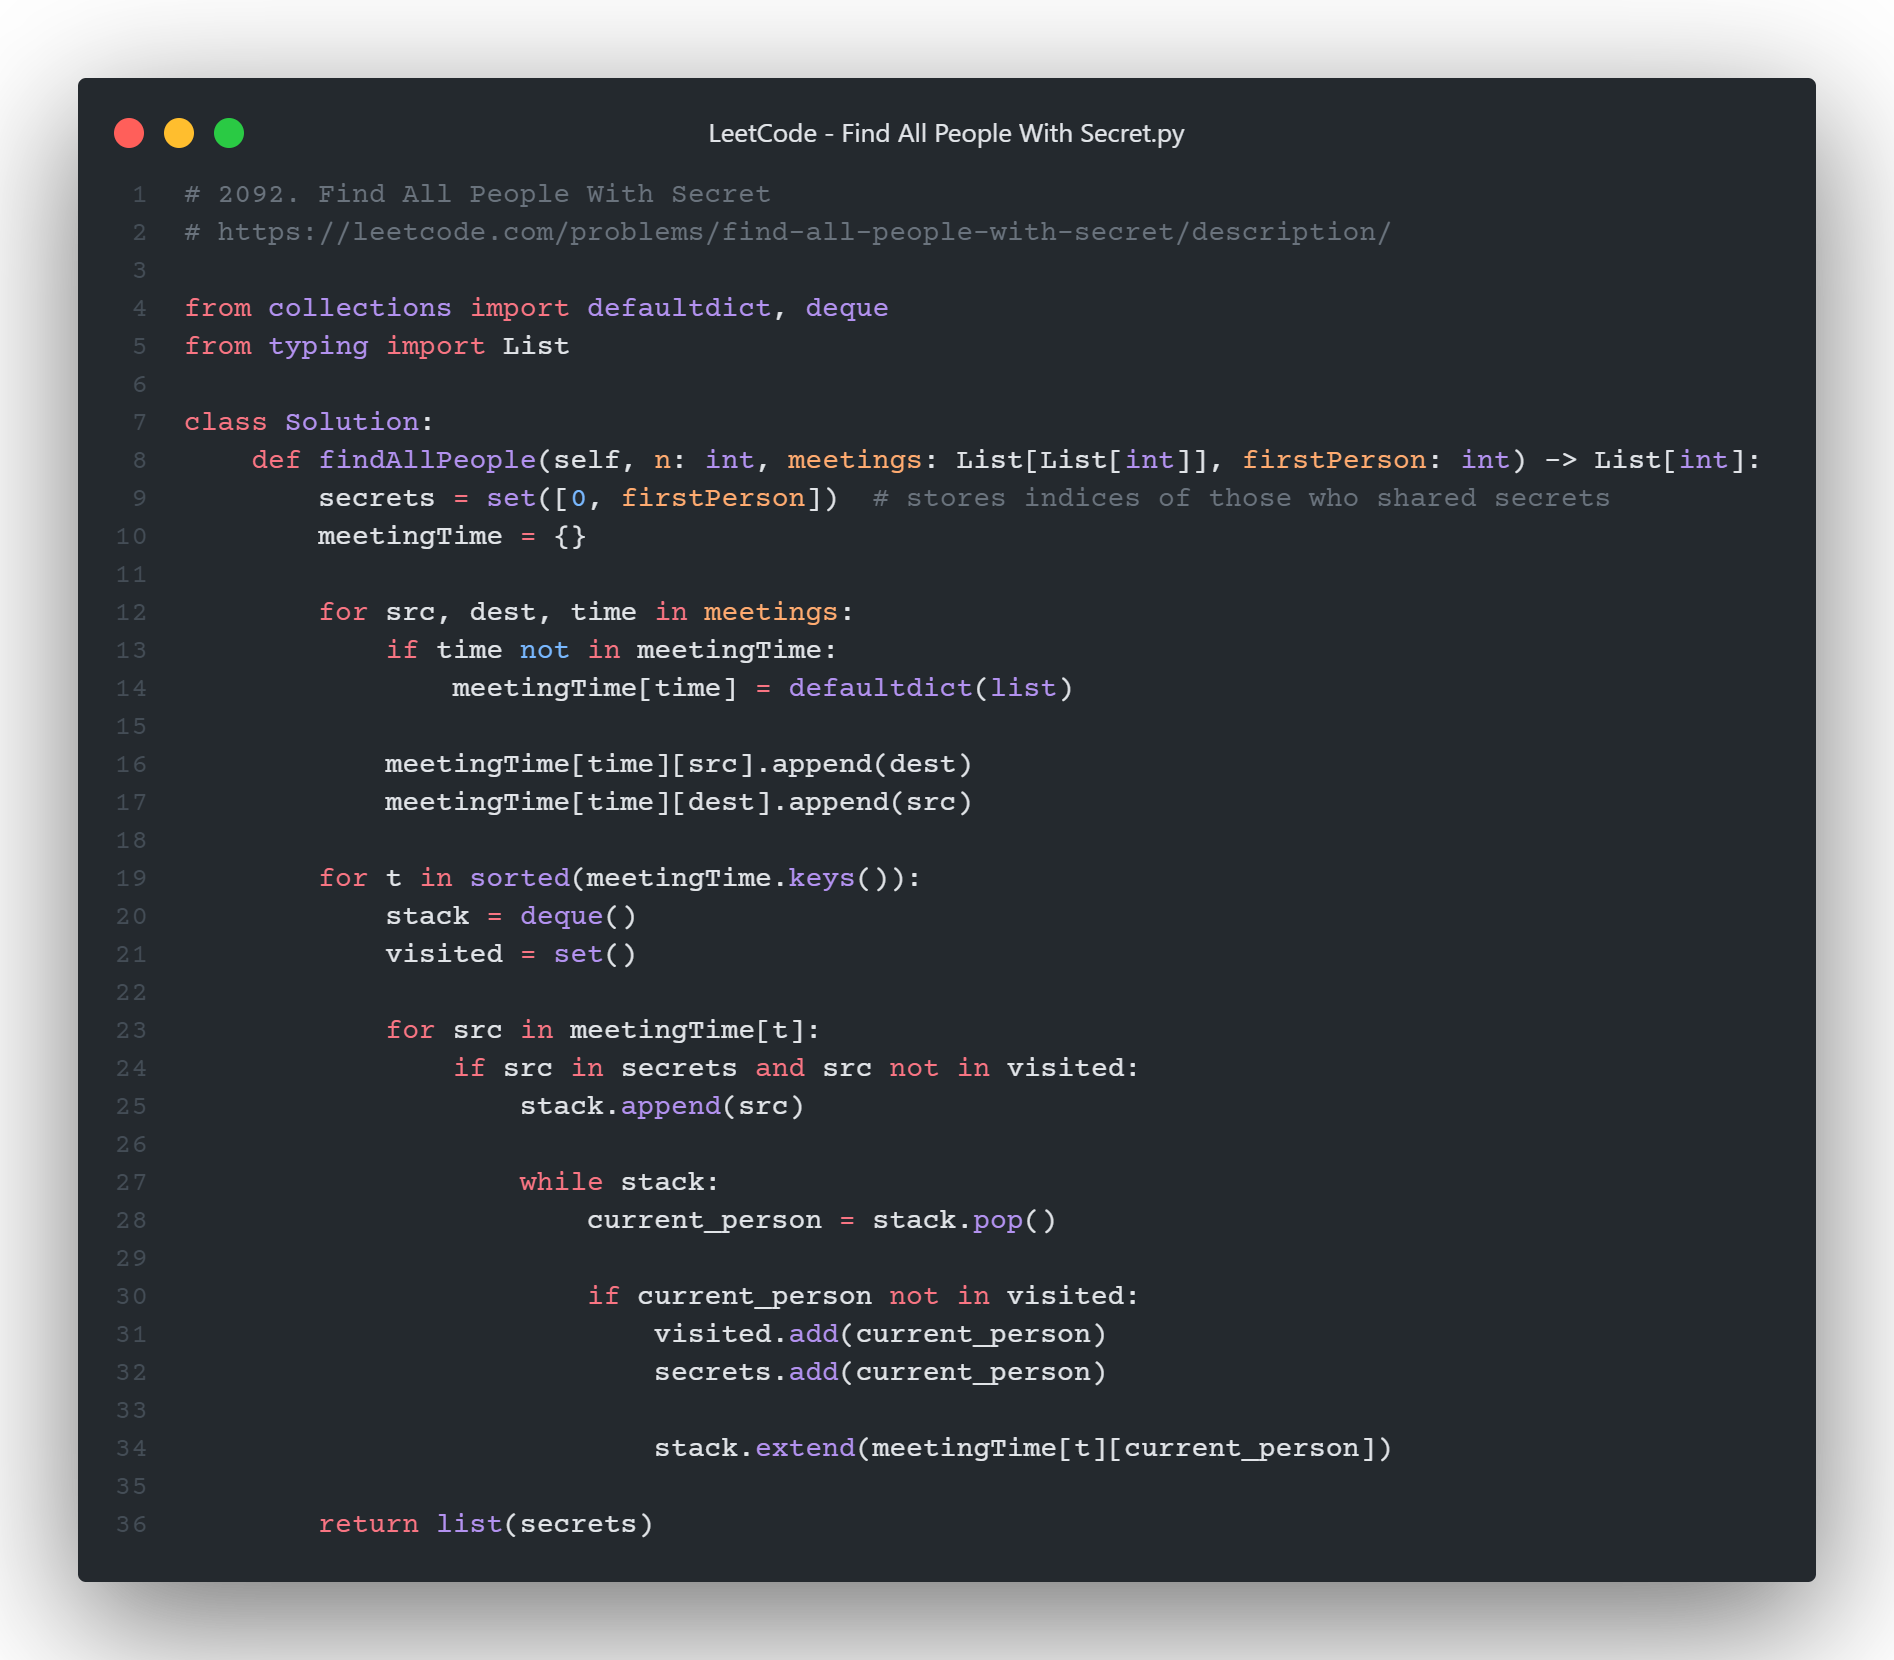 LeetCode - Find All People With Secret.py
1 # 2092. Find All People With Secret
2 # https://leetcode.com/problems/find-all-people-with-secret/description/
3
4 from collections import defaultdict, deque
5 from typing import List
6
7 class Solution:
8     def findAllPeople(self, n: int, meetings: List[List[int]], firstPerson: int) -> List[int]:
9         secrets = set([0, firstPerson])  # stores indices of those who shared secrets
10         meetingTime = {}
11
12         for src, dest, time in meetings:
13             if time not in meetingTime:
14                 meetingTime[time] = defaultdict(list)
15
16             meetingTime[time][src].append(dest)
17             meetingTime[time][dest].append(src)
18
19         for t in sorted(meetingTime.keys()):
20             stack = deque()
21             visited = set()
22
23             for src in meetingTime[t]:
24                 if src in secrets and src not in visited:
25                     stack.append(src)
26
27                     while stack:
28                         current_person = stack.pop()
29
30                         if current_person not in visited:
31                             visited.add(current_person)
32                             secrets.add(current_person)
33
34                             stack.extend(meetingTime[t][current_person])
35
36         return list(secrets)